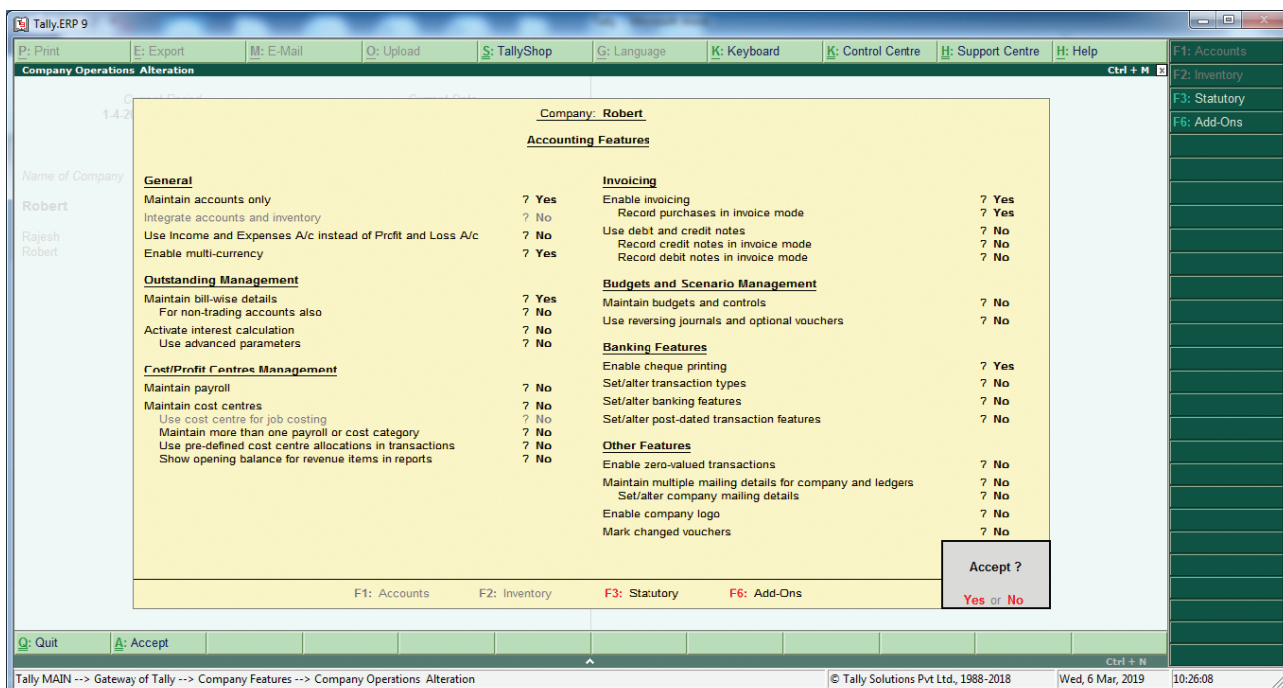 Tally.ERP 9
P: Print E: Export M: E-Mail O: Upload S: TallyShop G: Language K: Keyboard K: Control Centre H: Support Centre H: Help
F1: Accounts
Company Operations Alteration Ctrl + M x
F2: Inventory
F3: Statutory
F6: Add-Ons
Company: Robert
Accounting Features
Name of Company
Robert
Rajesh
Robert
General
Maintain accounts only ? Yes
Integrate accounts and inventory ? No
Use Income and Expenses A/c instead of Profit and Loss A/c ? No
Enable multi-currency ? Yes
Outstanding Management
Maintain bill-wise details ? Yes
For non-trading accounts also ? No
Activate interest calculation ? No
Use advanced parameters ? No
Cost/Profit Centres Management
Maintain payroll ? No
Maintain cost centres ? No
Use cost centre for job costing ? No
Maintain more than one payroll or cost category ? No
Use pre-defined cost centre allocations in transactions ? No
Show opening balance for revenue items in reports ? No
Invoicing
Enable invoicing ? Yes
Record purchases in invoice mode ? Yes
Use debit and credit notes ? No
Record credit notes in invoice mode ? No
Record debit notes in invoice mode ? No
Budgets and Scenario Management
Maintain budgets and controls ? No
Use reversing journals and optional vouchers ? No
Banking Features
Enable cheque printing ? Yes
Set/alter transaction types ? No
Set/alter banking features ? No
Set/alter post-dated transaction features ? No
Other Features
Enable zero-valued transactions ? No
Maintain multiple mailing details for company and ledgers ? No
Set/alter company mailing details ? No
Enable company logo ? No
Mark changed vouchers ? No
Accept ?
Yes or No
F1: Accounts F2: Inventory F3: Statutory F6: Add-Ons
Q: Quit A: Accept
Ctrl + N
Tally MAIN --> Gateway of Tally --> Company Features --> Company Operations Alteration © Tally Solutions Pvt Ltd., 1988-2018 Wed, 6 Mar, 2019 10:26:08